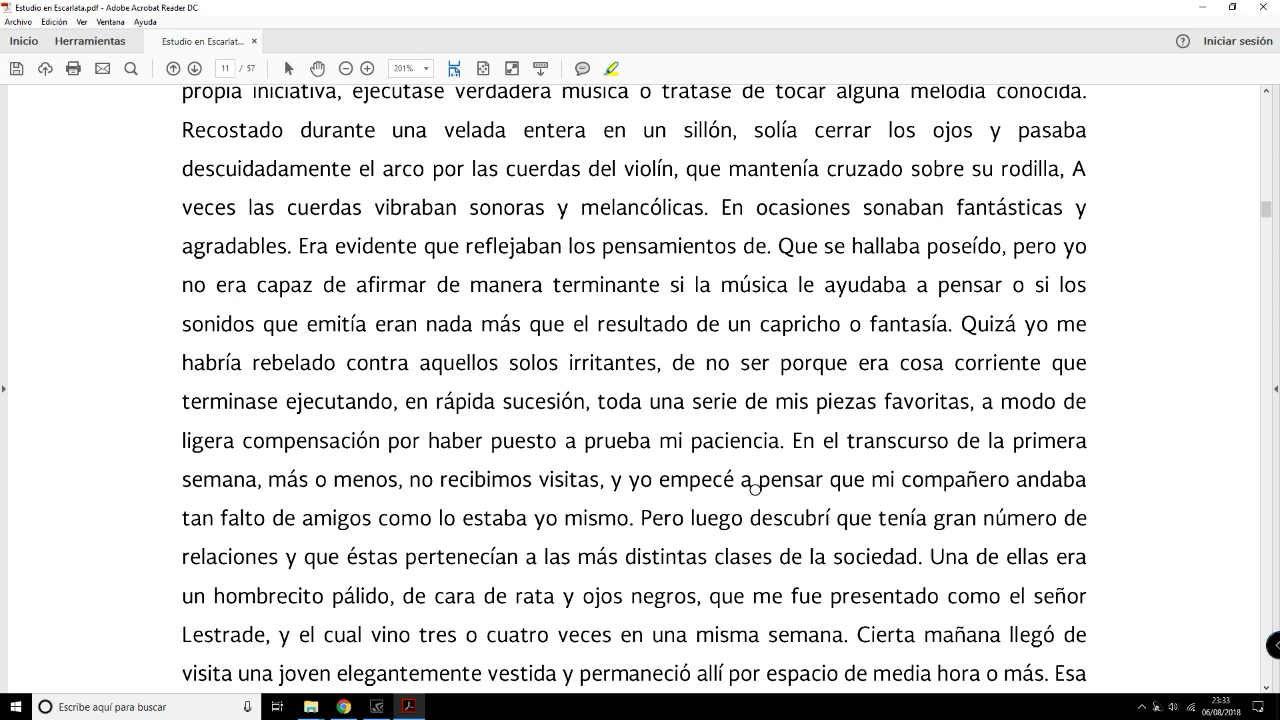 Estudio en Escarlata.pdf - Adobe Acrobat Reader DC
Archivo Edición Ver Ventana Ayuda
Inicio Herramientas Estudio en Escarlat... × Iniciar sesión
11 / 57 201%
propia iniciativa, ejecutase verdadera música o tratase de tocar alguna melodía conocida.
Recostado durante una velada entera en un sillón, solía cerrar los ojos y pasaba
descuidadamente el arco por las cuerdas del violín, que mantenía cruzado sobre su rodilla, A
veces las cuerdas vibraban sonoras y melancólicas. En ocasiones sonaban fantásticas y
agradables. Era evidente que reflejaban los pensamientos de. Que se hallaba poseído, pero yo
no era capaz de afirmar de manera terminante si la música le ayudaba a pensar o si los
sonidos que emitía eran nada más que el resultado de un capricho o fantasía. Quizá yo me
habría rebelado contra aquellos solos irritantes, de no ser porque era cosa corriente que
terminase ejecutando, en rápida sucesión, toda una serie de mis piezas favoritas, a modo de
ligera compensación por haber puesto a prueba mi paciencia. En el transcurso de la primera
semana, más o menos, no recibimos visitas, y yo empecé a pensar que mi compañero andaba
tan falto de amigos como lo estaba yo mismo. Pero luego descubrí que tenía gran número de
relaciones y que éstas pertenecían a las más distintas clases de la sociedad. Una de ellas era
un hombrecito pálido, de cara de rata y ojos negros, que me fue presentado como el señor
Lestrade, y el cual vino tres o cuatro veces en una misma semana. Cierta mañana llegó de
visita una joven elegantemente vestida y permaneció allí por espacio de media hora o más. Esa
Escribe aquí para buscar
23:33
06/08/2018